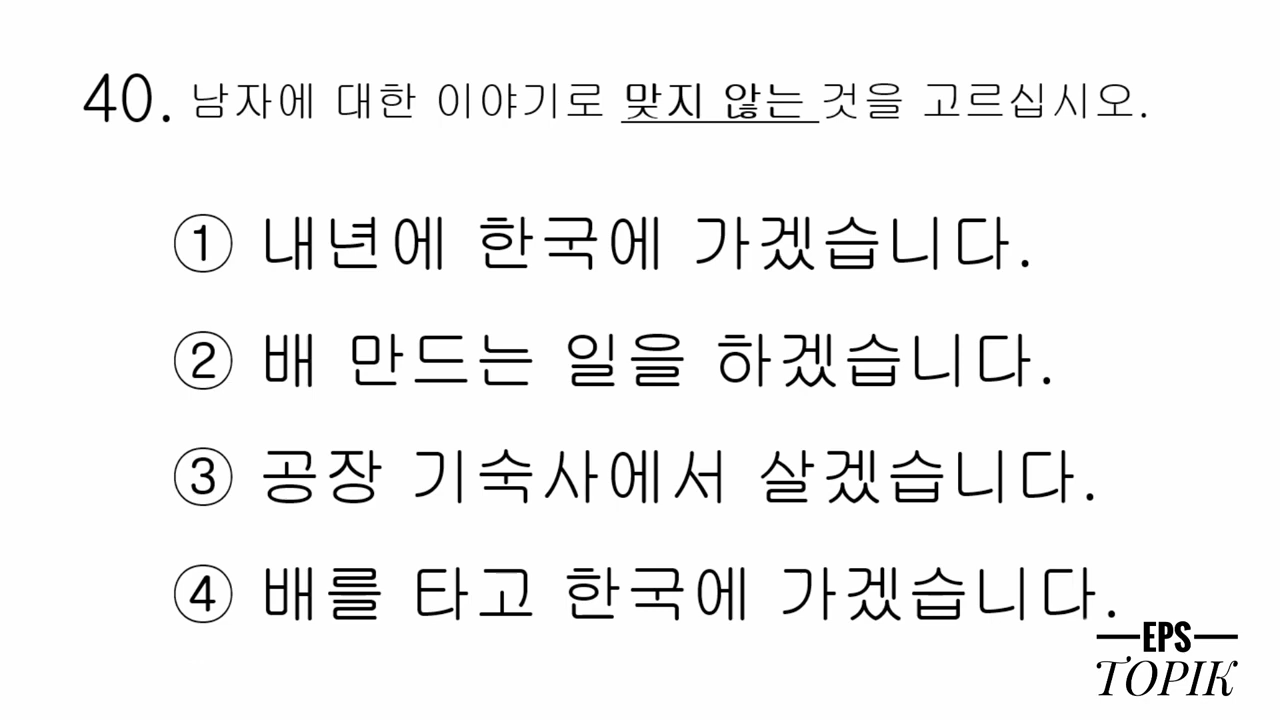 40. 남자에 대한 이야기로 맞지 않는 것을 고르십시오.
① 내년에 한국에 가겠습니다.
② 배 만드는 일을 하겠습니다.
③ 공장 기숙사에서 살겠습니다.
④ 배를 타고 한국에 가겠습니다.
EPS
TOPIK